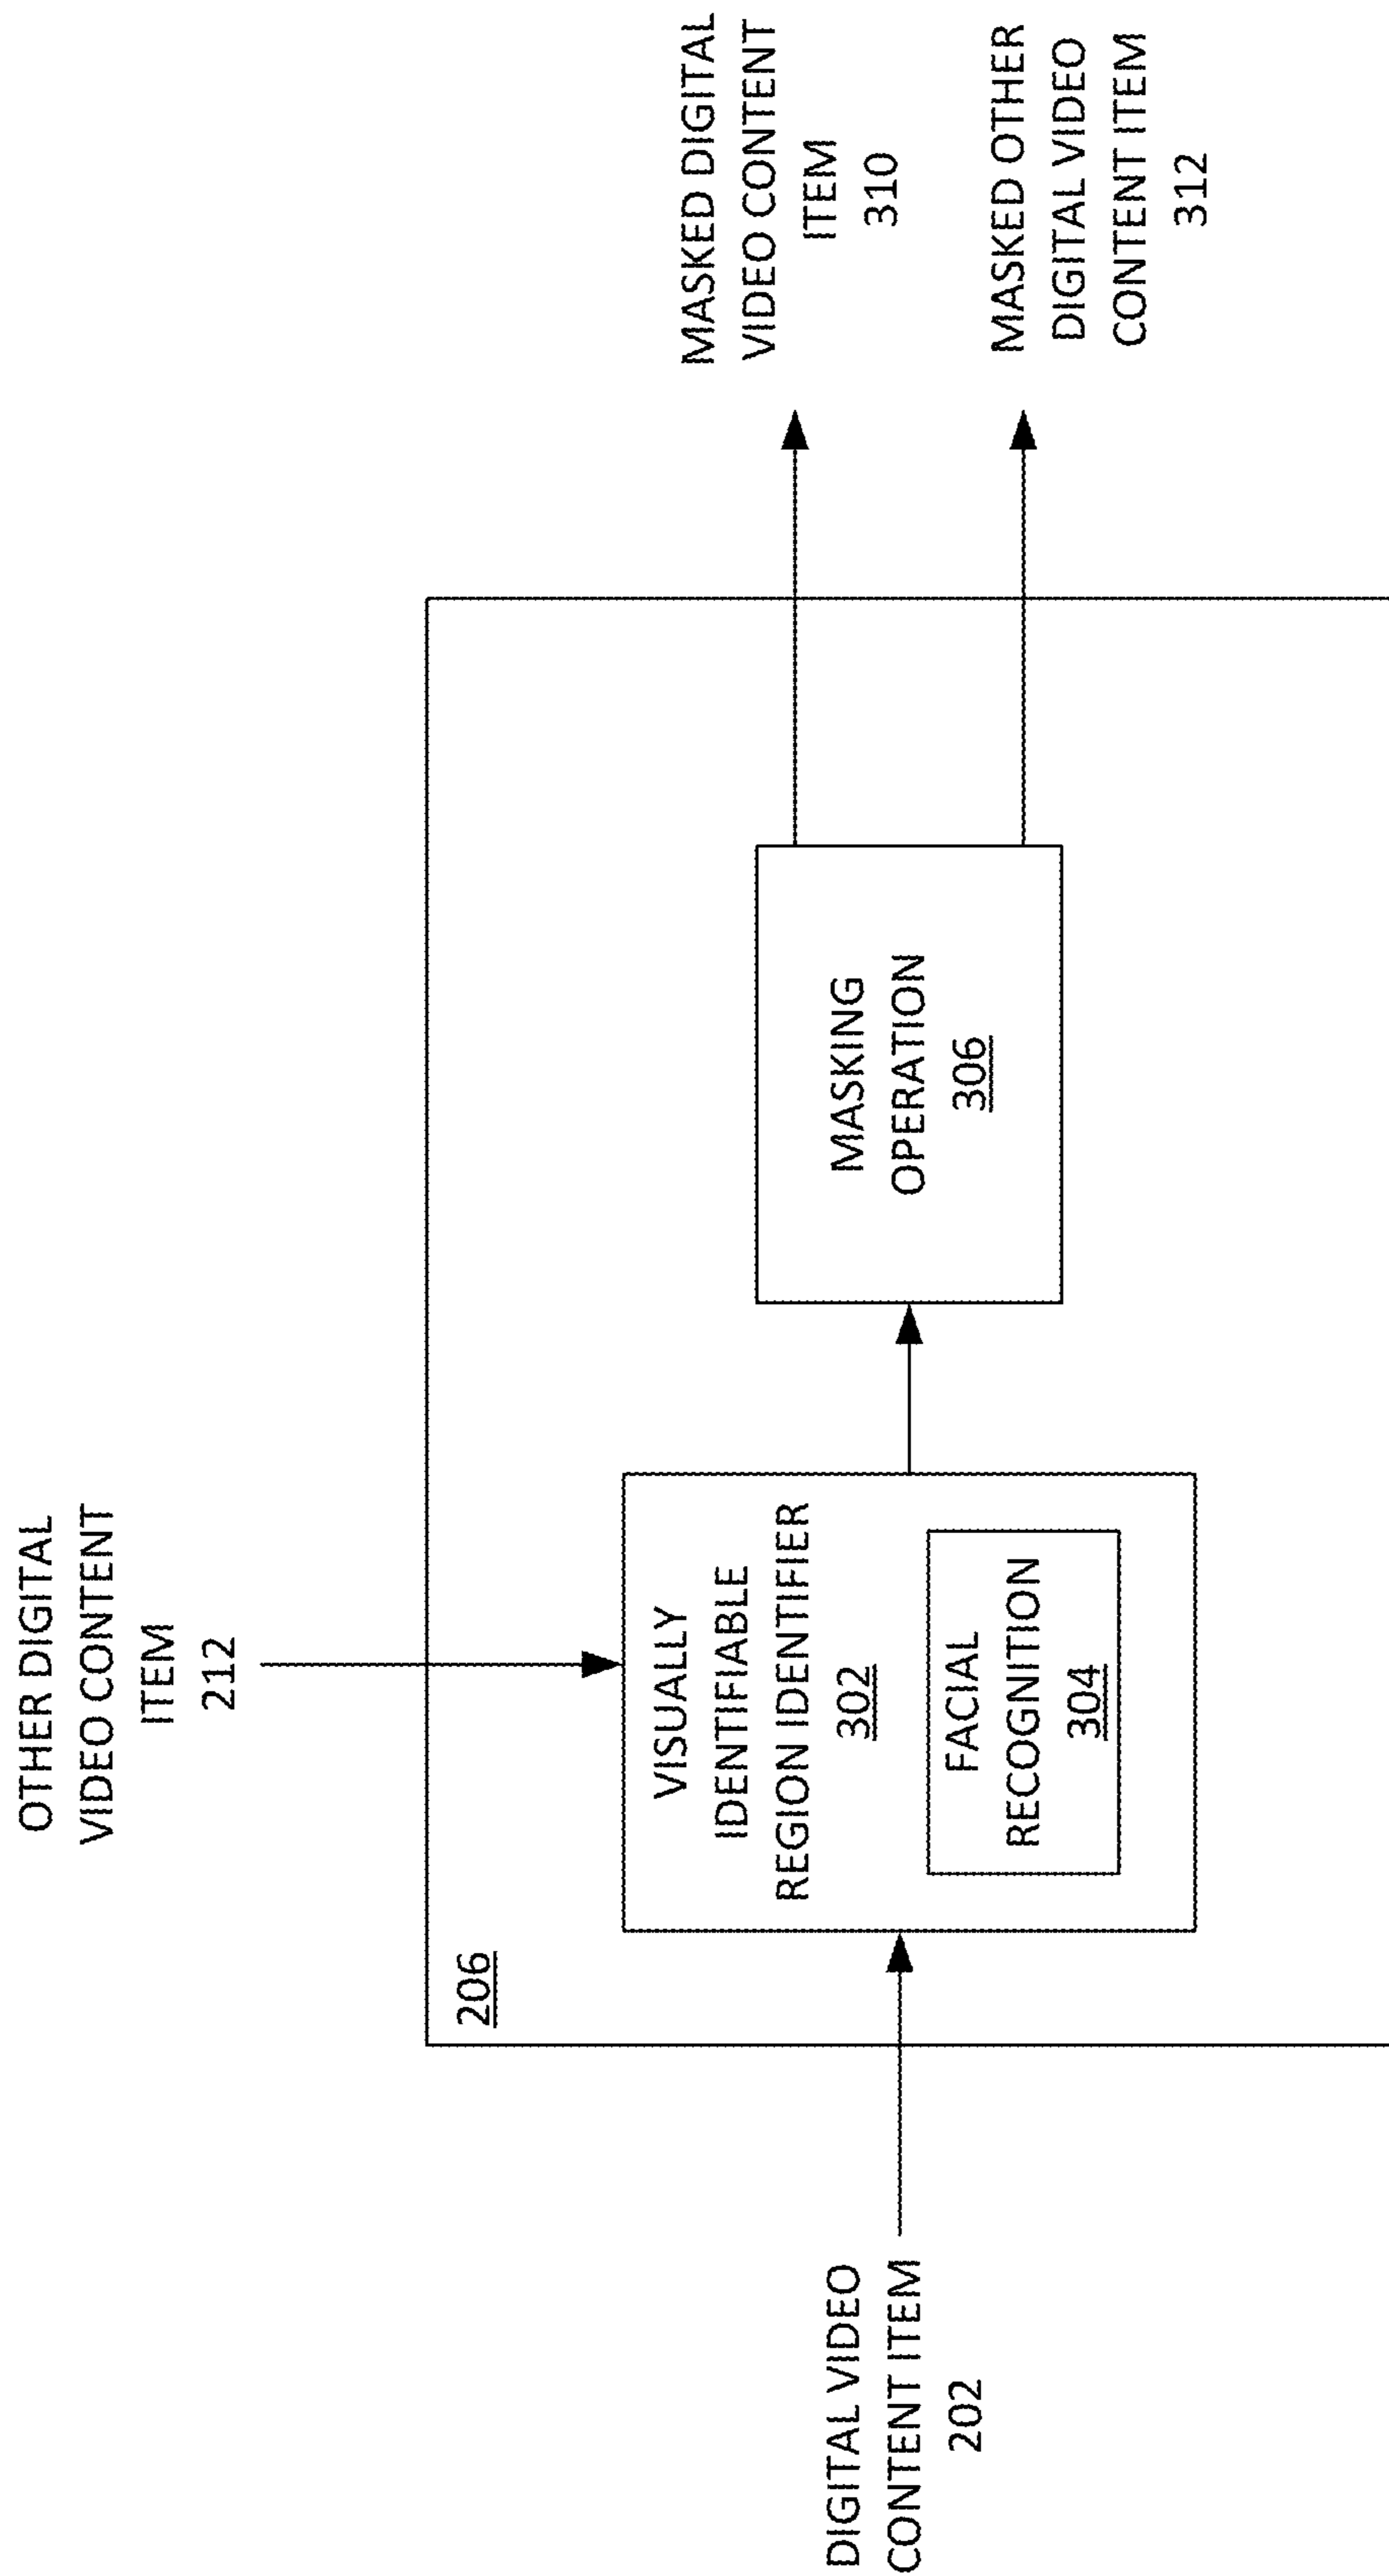 OTHER DIGITAL
VIDEO CONTENT
ITEM
212
206
DIGITAL VIDEO
CONTENT ITEM
202
VISUALLY
IDENTIFIABLE
REGION IDENTIFIER
302
FACIAL
RECOGNITION
304
MASKING
OPERATION
306
MASKED DIGITAL
VIDEO CONTENT
ITEM
310
MASKED OTHER
DIGITAL VIDEO
CONTENT ITEM
312